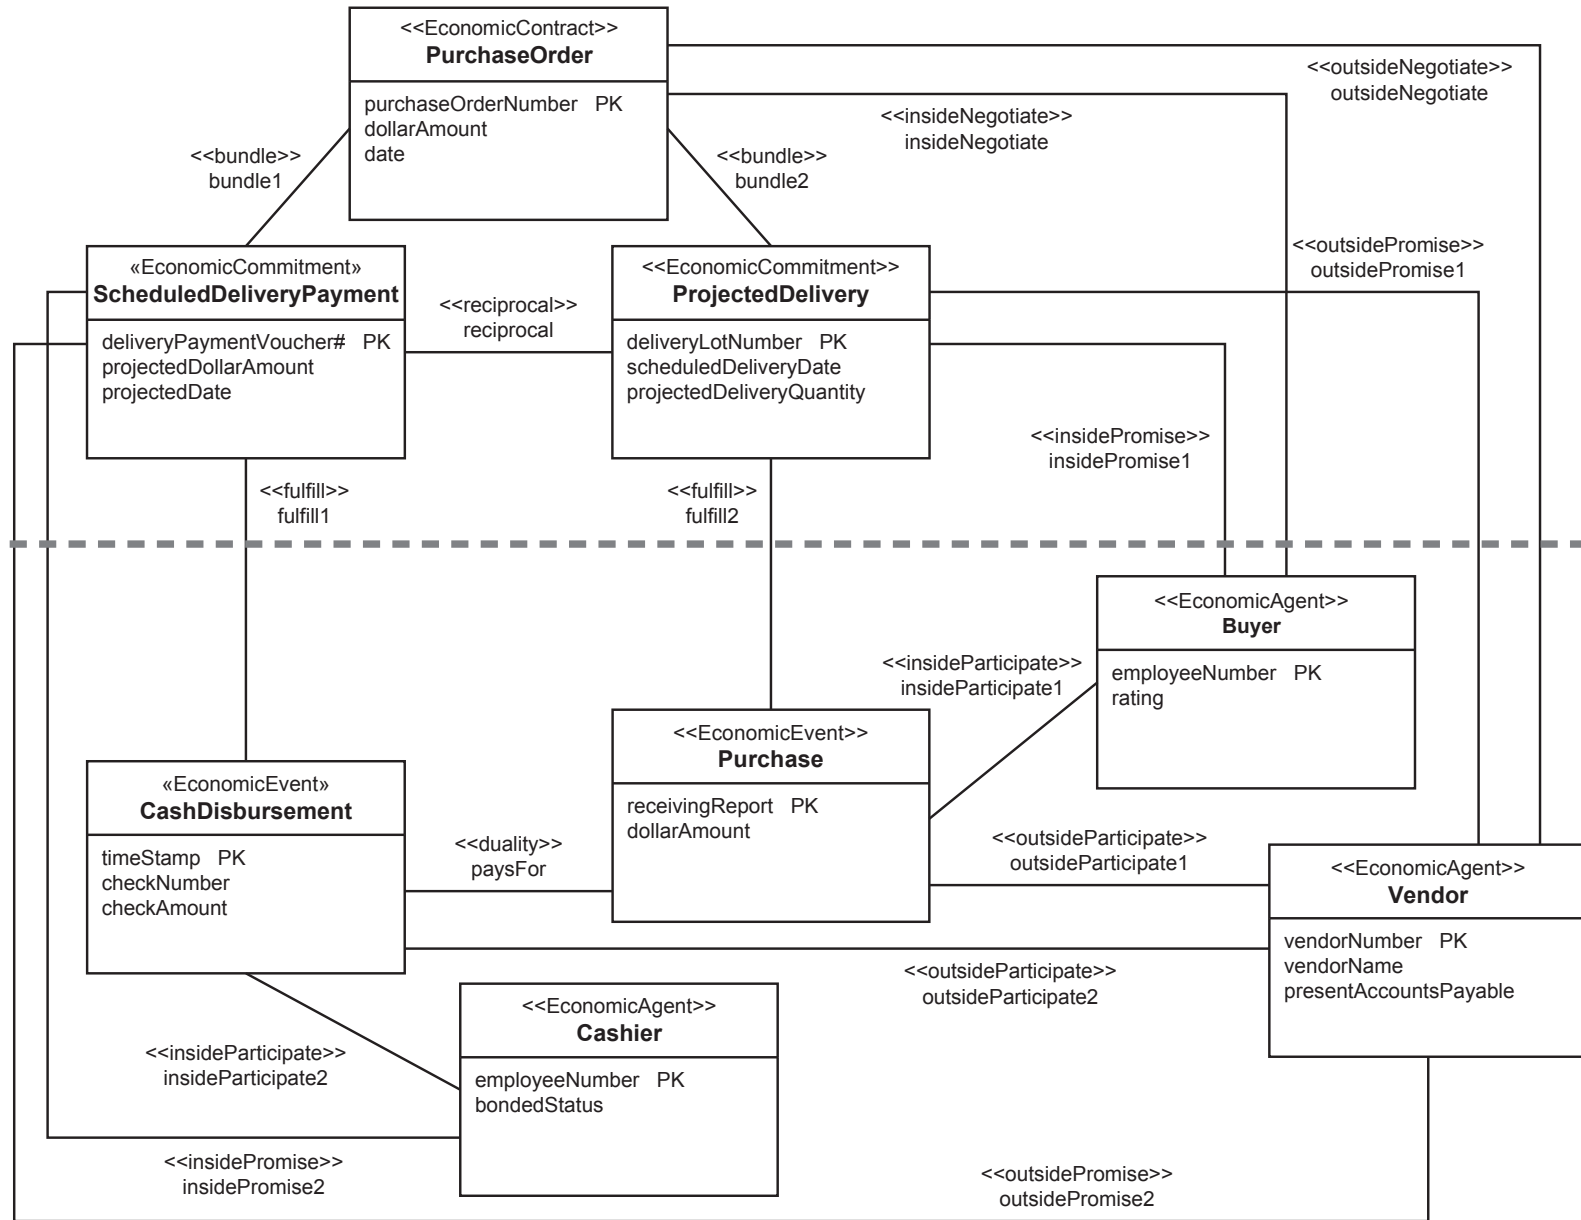 <<EconomicContract>>
PurchaseOrder
purchaseOrderNumber PK
dollarAmount
date
<<outsideNegotiate>>
outsideNegotiate
<<insideNegotiate>>
insideNegotiate
<<bundle>>
bundle1
<<bundle>>
bundle2
«EconomicCommitment»
ScheduledDeliveryPayment
deliveryPaymentVoucher# PK
projectedDollarAmount
projectedDate
<<reciprocal>>
reciprocal
<<EconomicCommitment>>
ProjectedDelivery
deliveryLotNumber PK
scheduledDeliveryDate
projectedDeliveryQuantity
<<outsidePromise>>
outsidePromise1
<<insidePromise>>
insidePromise1
<<fulfill>>
fulfill1
<<fulfill>>
fulfill2
<<EconomicAgent>>
Buyer
employeeNumber PK
rating
<<insideParticipate>>
insideParticipate1
<<EconomicEvent>>
Purchase
receivingReport PK
dollarAmount
«EconomicEvent»
CashDisbursement
timeStamp PK
checkNumber
checkAmount
<<duality>>
paysFor
<<outsideParticipate>>
outsideParticipate1
<<EconomicAgent>>
Vendor
vendorNumber PK
vendorName
presentAccountsPayable
<<outsideParticipate>>
outsideParticipate2
<<EconomicAgent>>
Cashier
employeeNumber PK
bondedStatus
<<insideParticipate>>
insideParticipate2
<<insidePromise>>
insidePromise2
<<outsidePromise>>
outsidePromise2